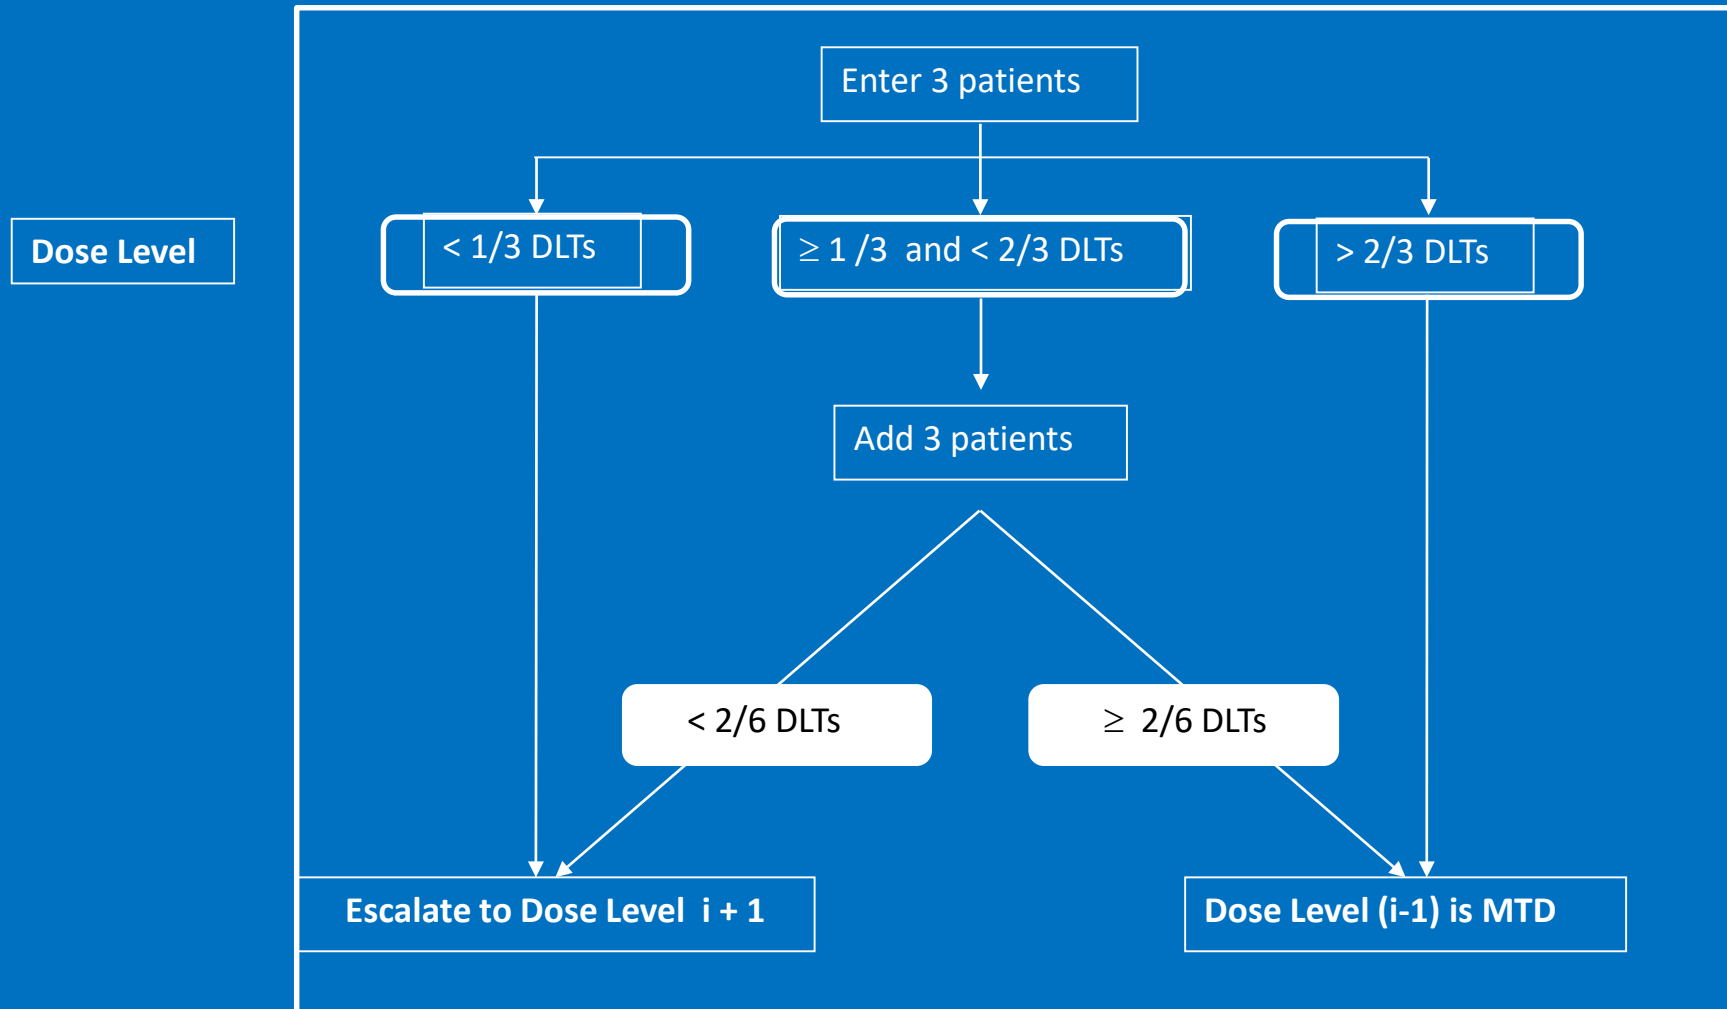 Enter 3 patients
Dose Level
< 1/3 DLTs
≥ 1 /3 and < 2/3 DLTs
> 2/3 DLTs
Add 3 patients
< 2/6 DLTs
≥ 2/6 DLTs
Escalate to Dose Level i + 1
Dose Level (i-1) is MTD